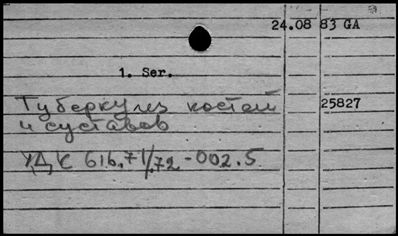 24.08 83 GA
1. Ser.
Туберкулез костей 25827
и суставов
УДК 616.71/.72-002.5